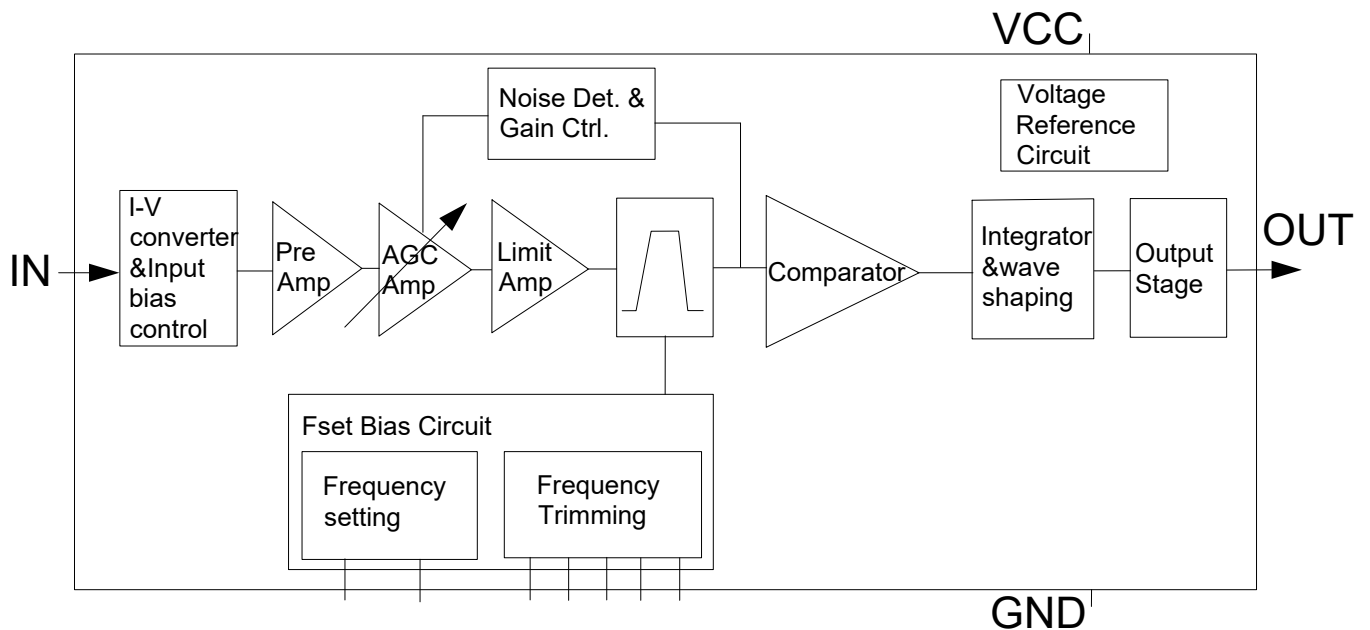 VCC
Noise Det. &
Gain Ctrl.
Voltage
Reference
Circuit
IN
I-V
converter
&Input
bias
control
Pre
Amp
AGC
Amp
Limit
Amp
Comparator
Integrator
&wave
shaping
Output
Stage
OUT
Fset Bias Circuit
Frequency
setting
Frequency
Trimming
GND